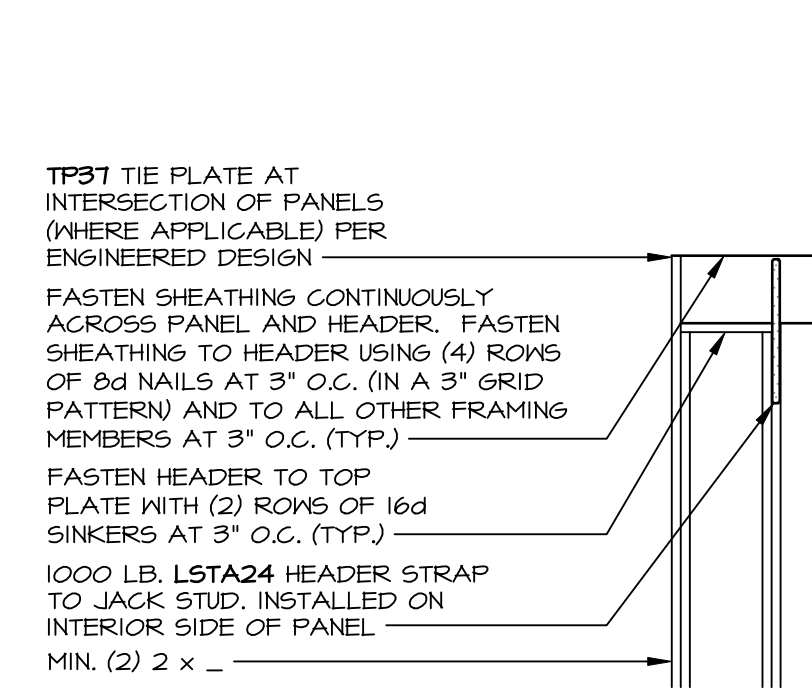 TP37 TIE PLATE AT
INTERSECTION OF PANELS
(WHERE APPLICABLE) PER
ENGINEERED DESIGN
FASTEN SHEATHING CONTINUOUSLY
ACROSS PANEL AND HEADER. FASTEN
SHEATHING TO HEADER USING (4) ROWS
OF 8d NAILS AT 3" O.C. (IN A 3" GRID
PATTERN) AND TO ALL OTHER FRAMING
MEMBERS AT 3" O.C. (TYP.)
FASTEN HEADER TO TOP
PLATE WITH (2) ROWS OF 16d
SINKERS AT 3" O.C. (TYP.)
1000 LB. LSTA24 HEADER STRAP
TO JACK STUD. INSTALLED ON
INTERIOR SIDE OF PANEL
MIN. (2) 2 x _